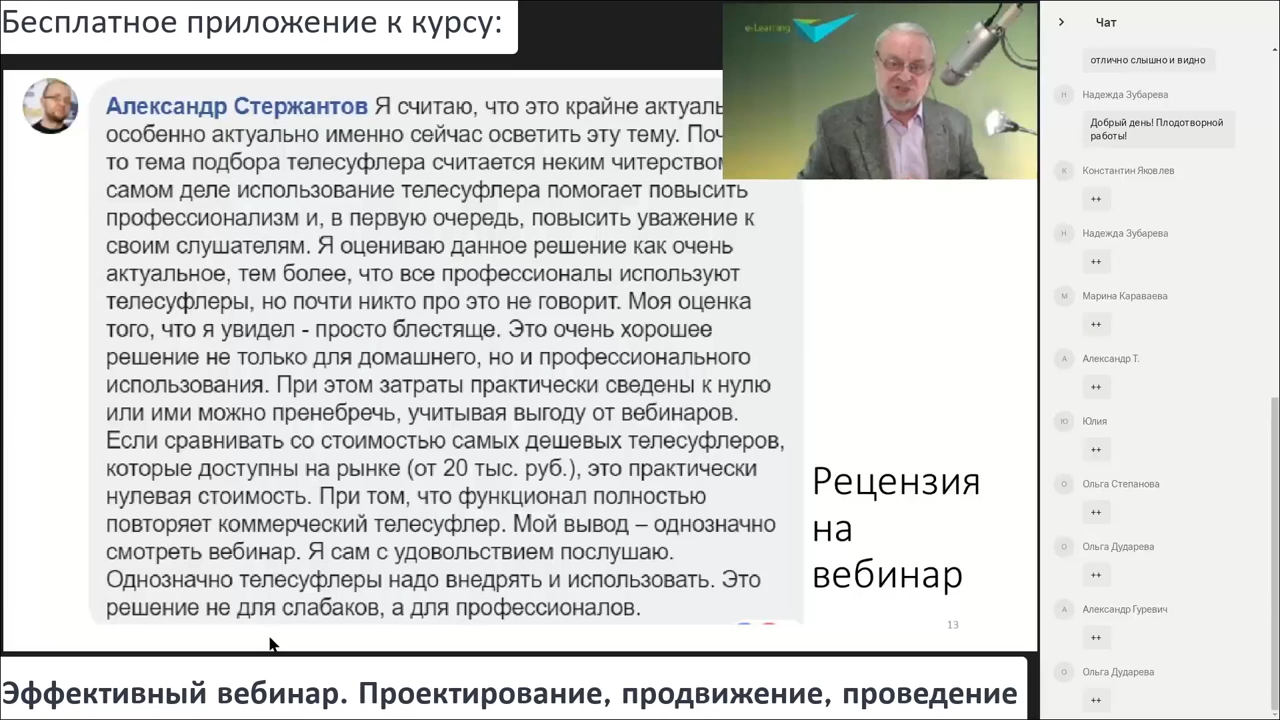 Бесплатное приложение к курсу:
e-Learning
Александр Стержантов Я считаю, что это крайне
особенно актуально именно сейчас осветить эту тему.
то тема подбора телесуфлера считается неким читерством
самом деле использование телесуфлера помогает повысить
профессионализм и, в первую очередь, повысить уважение к
своим слушателям. Я оцениваю данное решение как очень
актуальное, тем более, что все профессионалы используют
телесуфлеры, но почти никто про это не говорит. Моя оценка
того, что я увидел - просто блестяще. Это очень хорошее
решение не только для домашнего, но и профессионального
использования. При этом затраты практически сведены к нулю
или ими можно пренебречь, учитывая выгоду от вебинаров.
Если сравнивать со стоимостью самых дешевых телесуфлеров,
которые доступны на рынке (от 20 тыс. руб.), это практически
нулевая стоимость. При том, что функционал полностью
повторяет коммерческий телесуфлер. Мой вывод – однозначно
смотреть вебинар. Я сам с удовольствием послушаю.
Однозначно телесуфлеры надо внедрять и использовать. Это
решение не для слабаков, а для профессионалов.
Рецензия
на
вебинар
13
Эффективный вебинар. Проектирование, продвижение, проведение
Чат
отлично слышно и видно
Н
Надежда Зубарева
Добрый день! Плодотворной
работы!
К
Константин Яковлев
++
Н
Надежда Зубарева
++
М
Марина Караваева
++
А
Александр Т.
++
Ю
Юлия
++
О
Ольга Степанова
++
О
Ольга Дударева
++
А
Александр Гуревич
++
О
Ольга Дударева
++